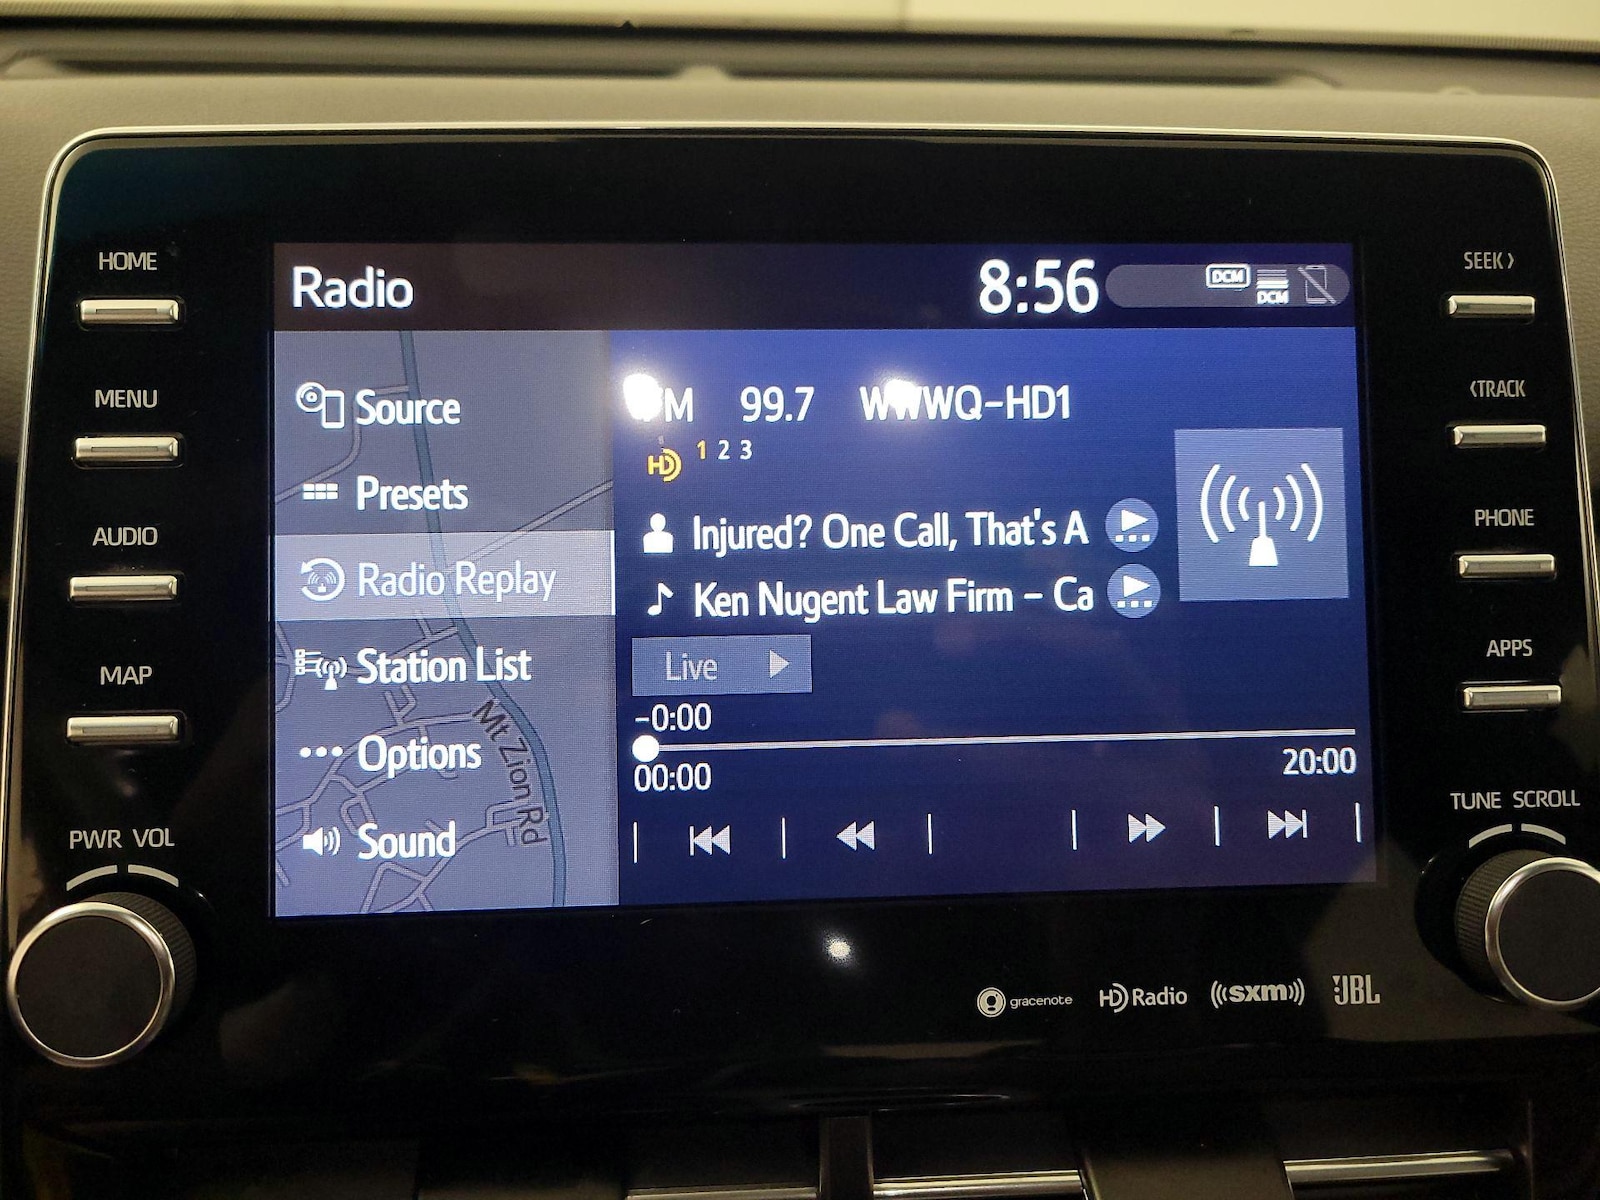 HOME
MENU
AUDIO
MAP
PWR VOL
Radio
8:56
DCM
DCM
Source
Presets
Radio Replay
Station List
Options
Sound
Mt Zion Rd
FM 99.7 WWWQ-HD1
HD 1 2 3
Injured? One Call, That's A
Ken Nugent Law Firm - Ca
Live
-0:00
00:00
20:00
SEEK >
< TRACK
PHONE
APPS
TUNE SCROLL
gracenote
HD Radio
((sxm))
JBL